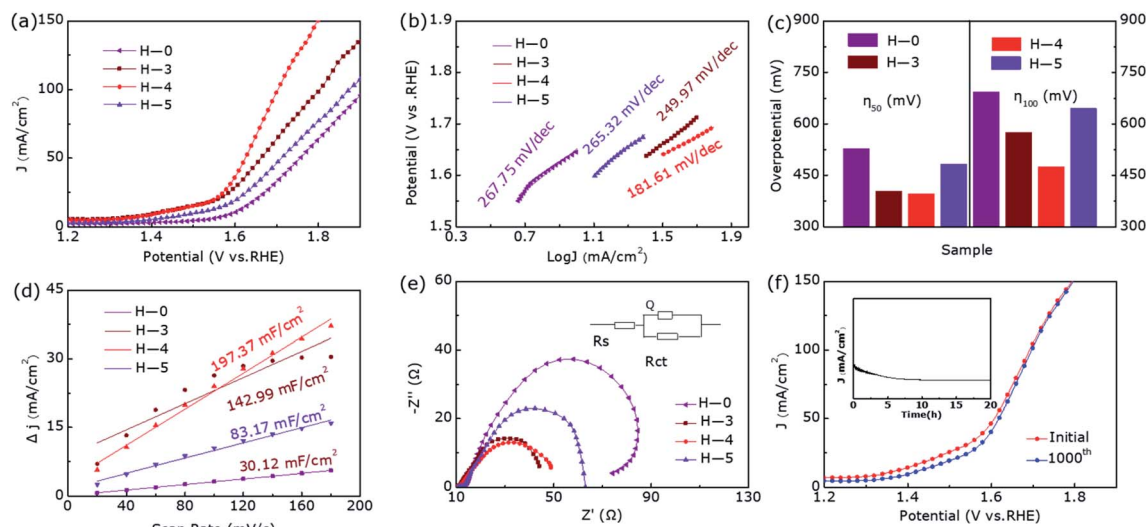 (a)
150
100
50
0
J (mA/cm²)
H—0
H—3
H—4
H—5
1.2 1.4 1.6 1.8
Potential (V vs.RHE)
(b)
1.9
1.8
1.7
1.6
1.5
Potential (V vs .RHE)
H—0
H—3
H—4
H—5
267.75 mV/dec
265.32 mV/dec
249.97 mV/dec
181.61 mV/dec
0.3 0.7 1.1 1.5 1.9
LogJ (mA/cm²)
(c)
900
750
600
450
300
Overpotential (mV)
H—0
H—3
H—4
H—5
η50 (mV)
η100 (mV)
900
750
600
450
300
Sample
(d)
45
30
15
0
Δ j (mA/cm²)
H—0
H—3
H—4
H—5
197.37 mF/cm²
142.99 mF/cm²
83.17 mF/cm²
30.12 mF/cm²
0 40 80 120 160 200
(e)
60
40
20
0
-Z'' (Ω)
Rs
Q
Rct
H—0
H—3
H—4
H—5
10 40 70 100 130
Z' (Ω)
(f)
150
100
50
0
J (mA/cm²)
J (mA/cm²)
0 5 10 15 20
Time(h)
Initial
1000th
1.2 1.4 1.6 1.8
Potential (V vs.RHE)